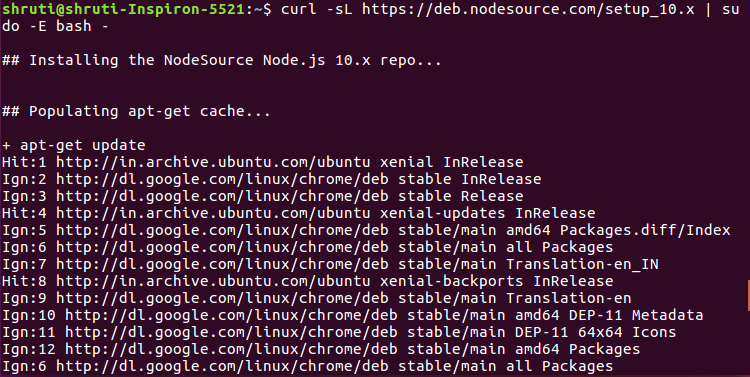 shruti@shruti-Inspiron-5521:~$ curl -sL https://deb.nodesource.com/setup_10.x | su
do -E bash -
## Installing the NodeSource Node.js 10.x repo...
## Populating apt-get cache...
+ apt-get update
Hit:1 http://in.archive.ubuntu.com/ubuntu xenial InRelease
Ign:2 http://dl.google.com/linux/chrome/deb stable InRelease
Ign:3 http://dl.google.com/linux/chrome/deb stable Release
Hit:4 http://in.archive.ubuntu.com/ubuntu xenial-updates InRelease
Ign:5 http://dl.google.com/linux/chrome/deb stable/main amd64 Packages.diff/Index
Ign:6 http://dl.google.com/linux/chrome/deb stable/main all Packages
Ign:7 http://dl.google.com/linux/chrome/deb stable/main Translation-en_IN
Hit:8 http://in.archive.ubuntu.com/ubuntu xenial-backports InRelease
Ign:9 http://dl.google.com/linux/chrome/deb stable/main Translation-en
Ign:10 http://dl.google.com/linux/chrome/deb stable/main amd64 DEP-11 Metadata
Ign:11 http://dl.google.com/linux/chrome/deb stable/main DEP-11 64x64 Icons
Ign:12 http://dl.google.com/linux/chrome/deb stable/main amd64 Packages
Ign:6 http://dl.google.com/linux/chrome/deb stable/main all Packages